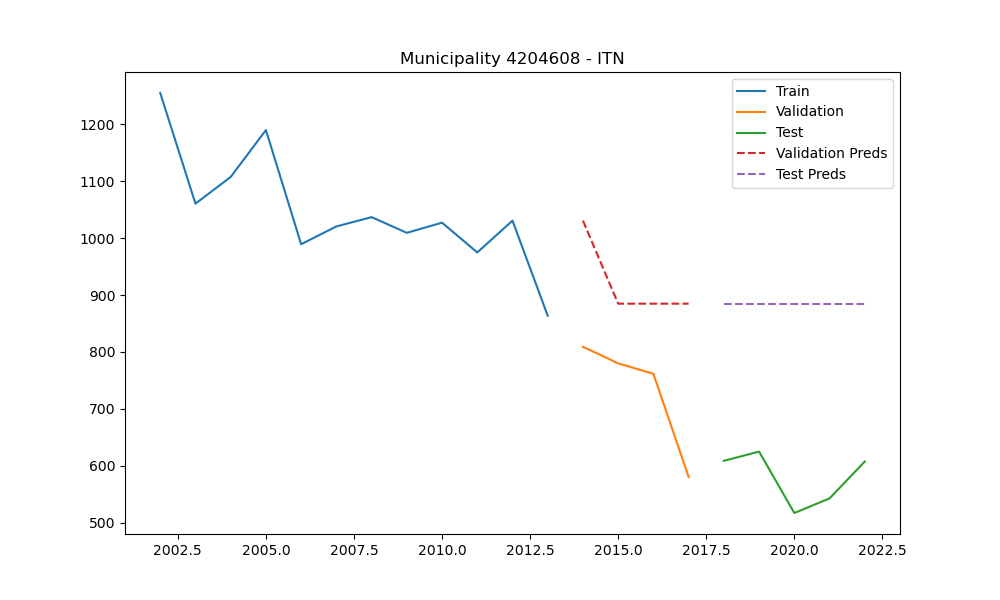 Municipality 4204608 - ITN
Train
Validation
Test
Validation Preds
Test Preds
1200
1100
1000
900
800
700
600
500
2002.5 2005.0 2007.5 2010.0 2012.5 2015.0 2017.5 2020.0 2022.5